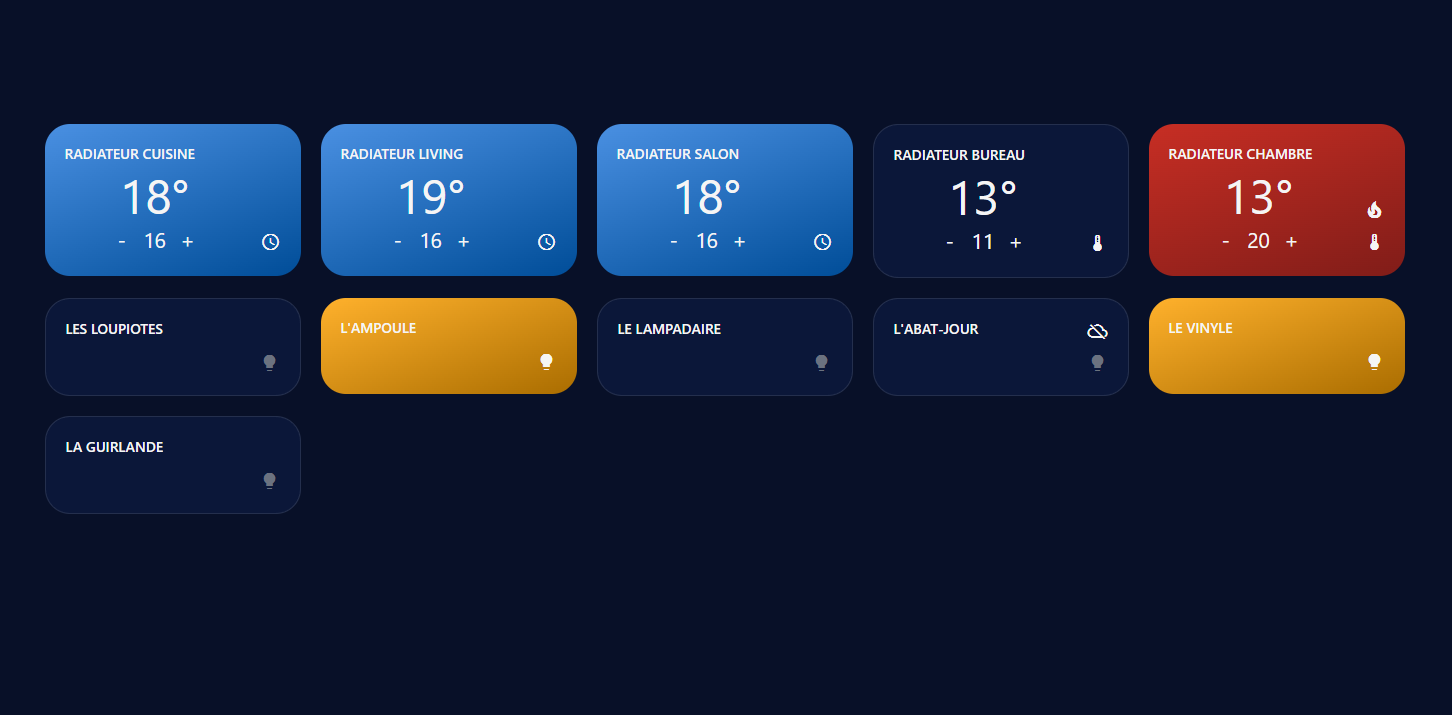 RADIATEUR CUISINE
18°
- 16 +
RADIATEUR LIVING
19°
- 16 +
RADIATEUR SALON
18°
- 16 +
RADIATEUR BUREAU
13°
- 11 +
RADIATEUR CHAMBRE
13°
- 20 +
LES LOUPIOTES
L'AMPOULE
LE LAMPADAIRE
L'ABAT-JOUR
LE VINYLE
LA GUIRLANDE